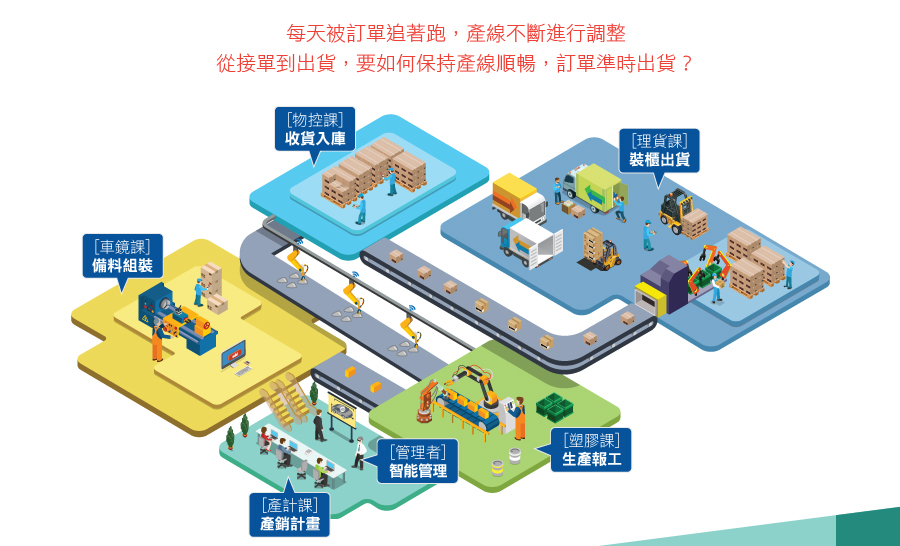 每天被訂單追著跑，產線不斷進行調整
從接單到出貨，要如何保持產線順暢，訂單準時出貨？
[物控課]
收貨入庫
[理貨課]
裝櫃出貨
[車鏡課]
備料組裝
[塑膠課]
生產報工
[管理者]
智能管理
[產計課]
產銷計畫